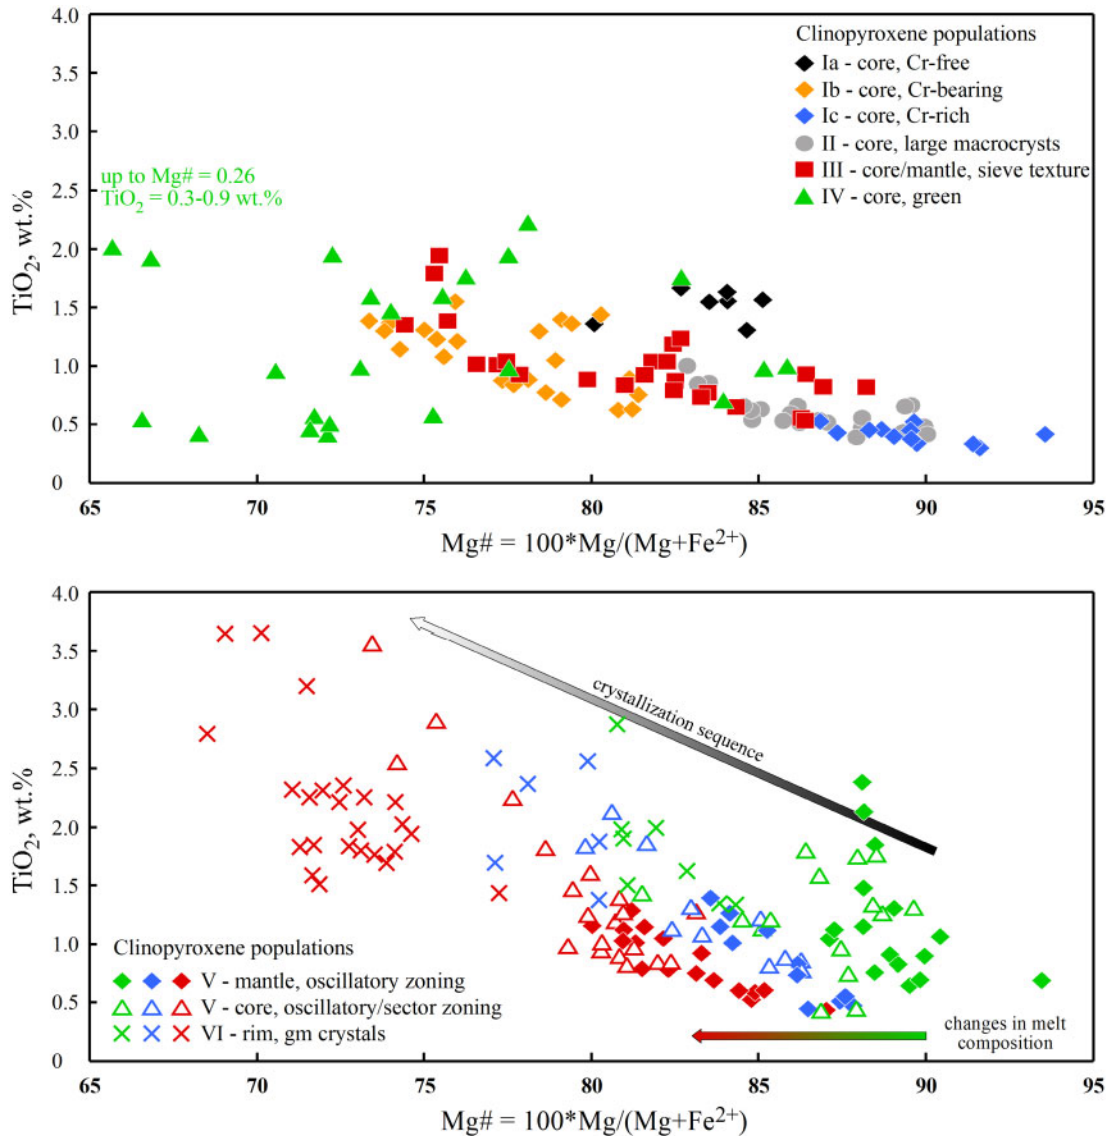 4.0
3.5
3.0
2.5
2.0
1.5
1.0
0.5
0
TiO2, wt.%
Clinopyroxene populations
Ia - core, Cr-free
Ib - core, Cr-bearing
Ic - core, Cr-rich
II - core, large macrocrysts
III - core/mantle, sieve texture
IV - core, green
up to Mg# = 0.26
TiO2 = 0.3-0.9 wt.%
65 70 75 80 85 90 95
Mg# = 100*Mg/(Mg+Fe2+)
4.0
3.5
3.0
2.5
2.0
1.5
1.0
0.5
0
TiO2, wt.%
crystallization sequence
Clinopyroxene populations
V - mantle, oscillatory zoning
V - core, oscillatory/sector zoning
VI - rim, gm crystals
changes in melt
composition
65 70 75 80 85 90 95
Mg# = 100*Mg/(Mg+Fe2+)